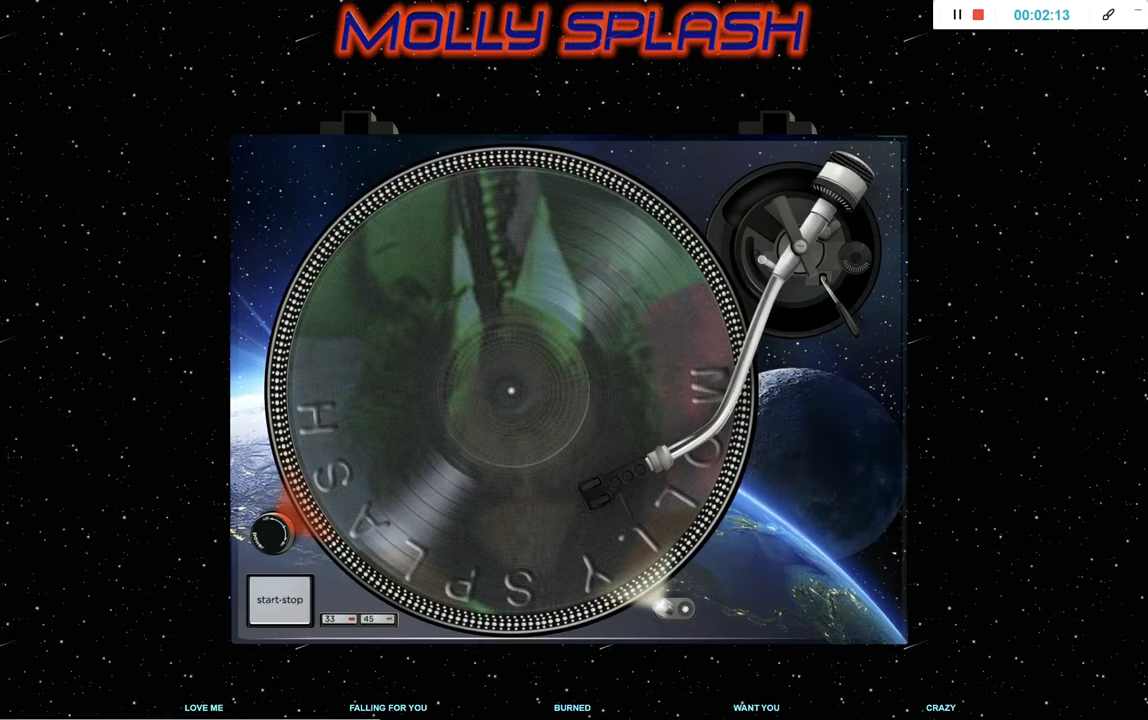 MOLLY SPLASH
00:02:13
MOLLY SPLASH
start-stop
33 45
LOVE ME FALLING FOR YOU BURNED WANT YOU CRAZY